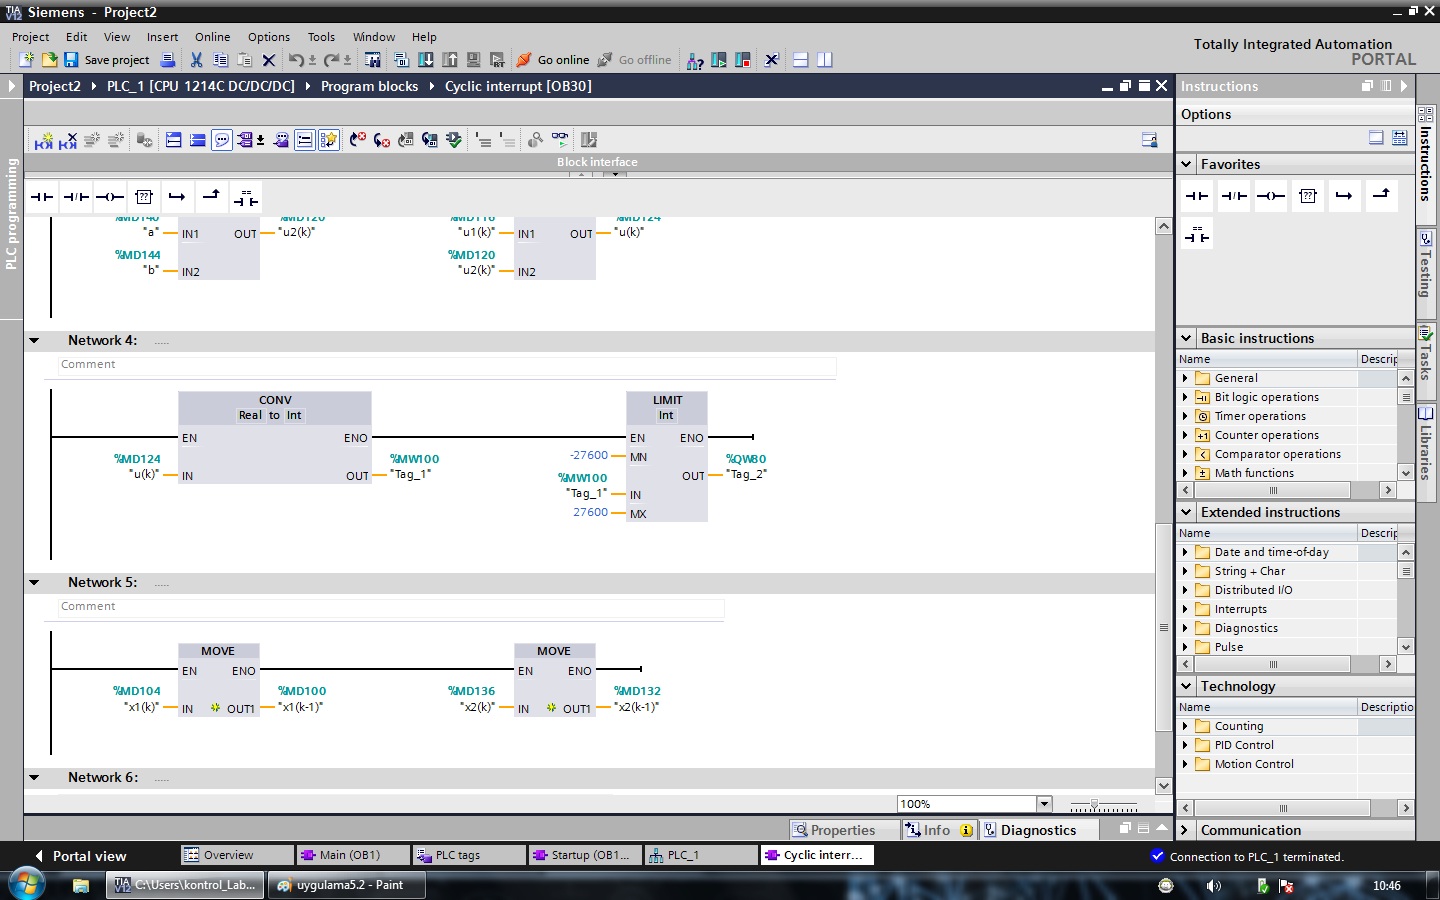 TIA V12 Siemens - Project2
Project Edit View Insert Online Options Tools Window Help
Save project Go online Go offline
Totally Integrated Automation
PORTAL
Project2 PLC_1 [CPU 1214C DC/DC/DC] Program blocks Cyclic interrupt [OB30]
Instructions
Options
PLC programming
Block interface
Favorites
%MD140 %MD120 %MD116 %MD124
"a" IN1 OUT "u2(k)" "u1(k)" IN1 OUT "u(k)"
%MD144 %MD120
"b" IN2 "u2(k)" IN2
Network 4: .....
Comment
CONV LIMIT
Real to Int Int
EN ENO EN ENO
%MD124 %MW100 -27600 MN %QW80
"u(k)" IN OUT "Tag_1" OUT "Tag_2"
%MW100
"Tag_1" IN
27600 MX
Network 5: .....
Comment
MOVE MOVE
EN ENO EN ENO
%MD104 %MD100 %MD136 %MD132
"x1(k)" IN OUT1 "x1(k-1)" "x2(k)" IN OUT1 "x2(k-1)"
Network 6: .....
100%
Properties Info Diagnostics
Basic instructions
Name Descrip
General
Bit logic operations
Timer operations
Counter operations
Comparator operations
Math functions
Extended instructions
Name Descrip
Date and time-of-day
String + Char
Distributed I/O
Interrupts
Diagnostics
Pulse
Technology
Name Descriptio
Counting
PID Control
Motion Control
Communication
Instructions
Testing
Tasks
Libraries
Portal view Overview Main (OB1) PLC tags Startup (OB1... PLC_1 Cyclic interr... Connection to PLC_1 terminated.
C:\Users\kontrol_Lab... uygulama5.2 - Paint 10:46